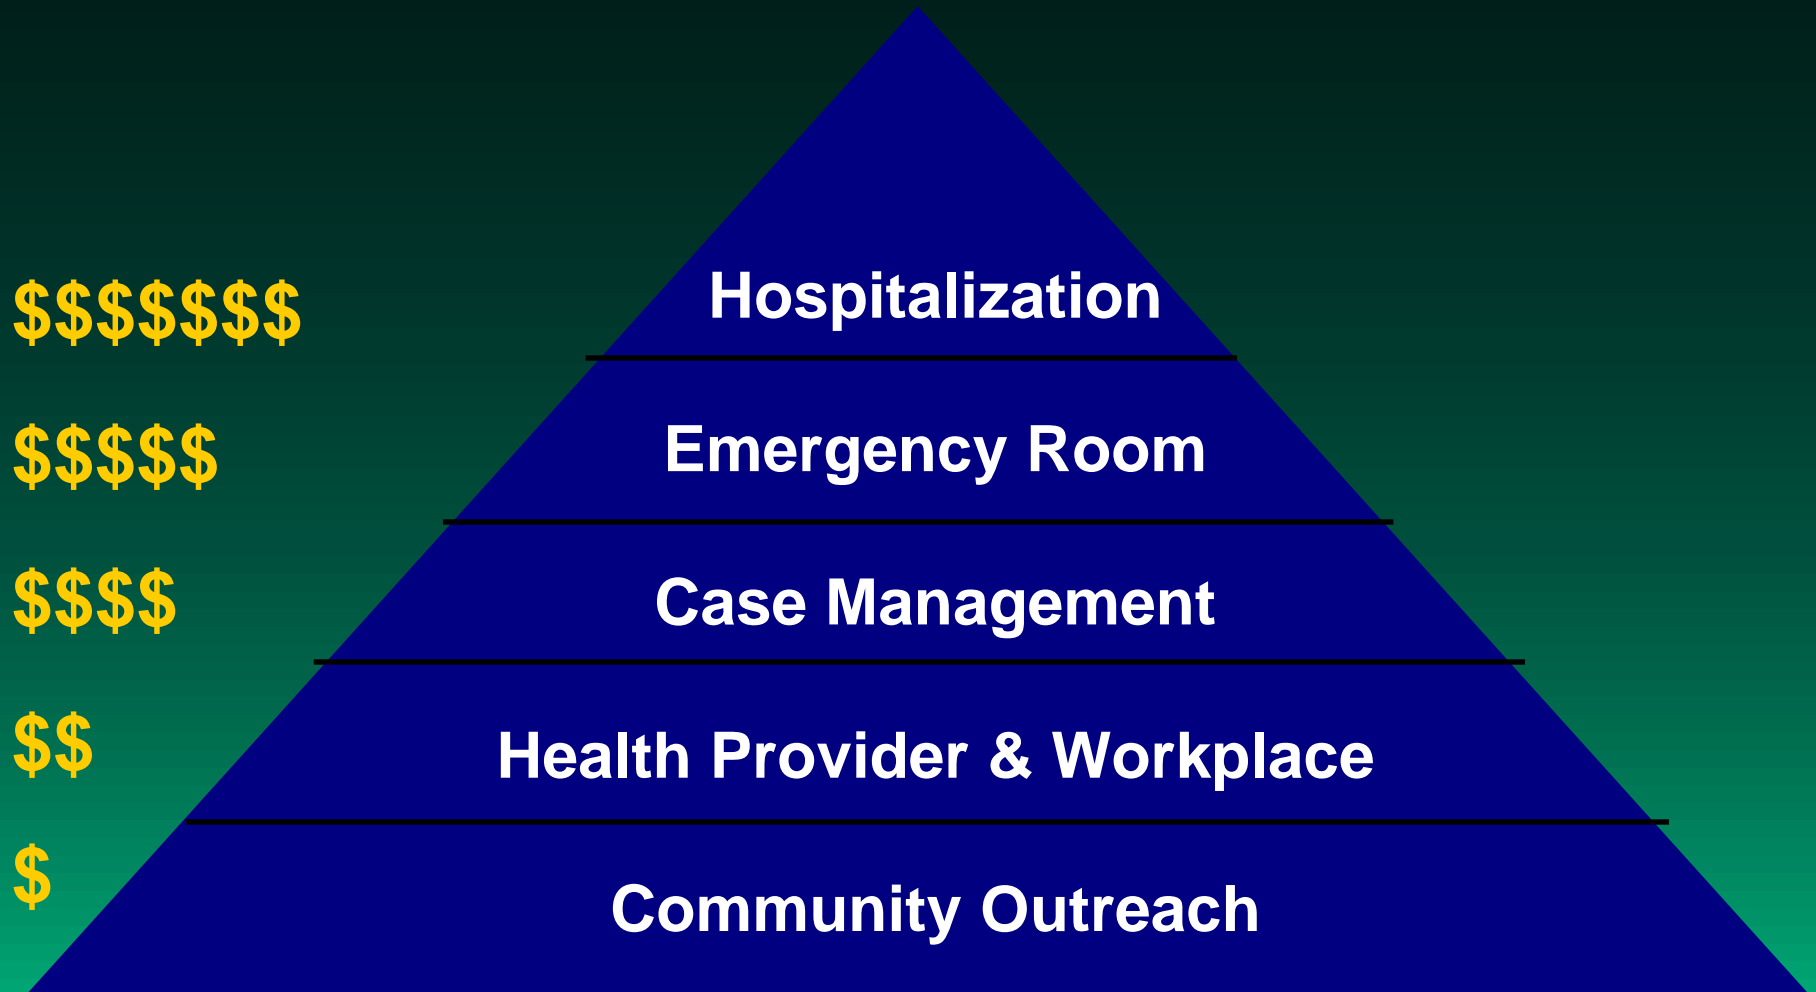 $$$$$$$ Hospitalization
$$$$$ Emergency Room
$$$$ Case Management
$$ Health Provider & Workplace
$ Community Outreach